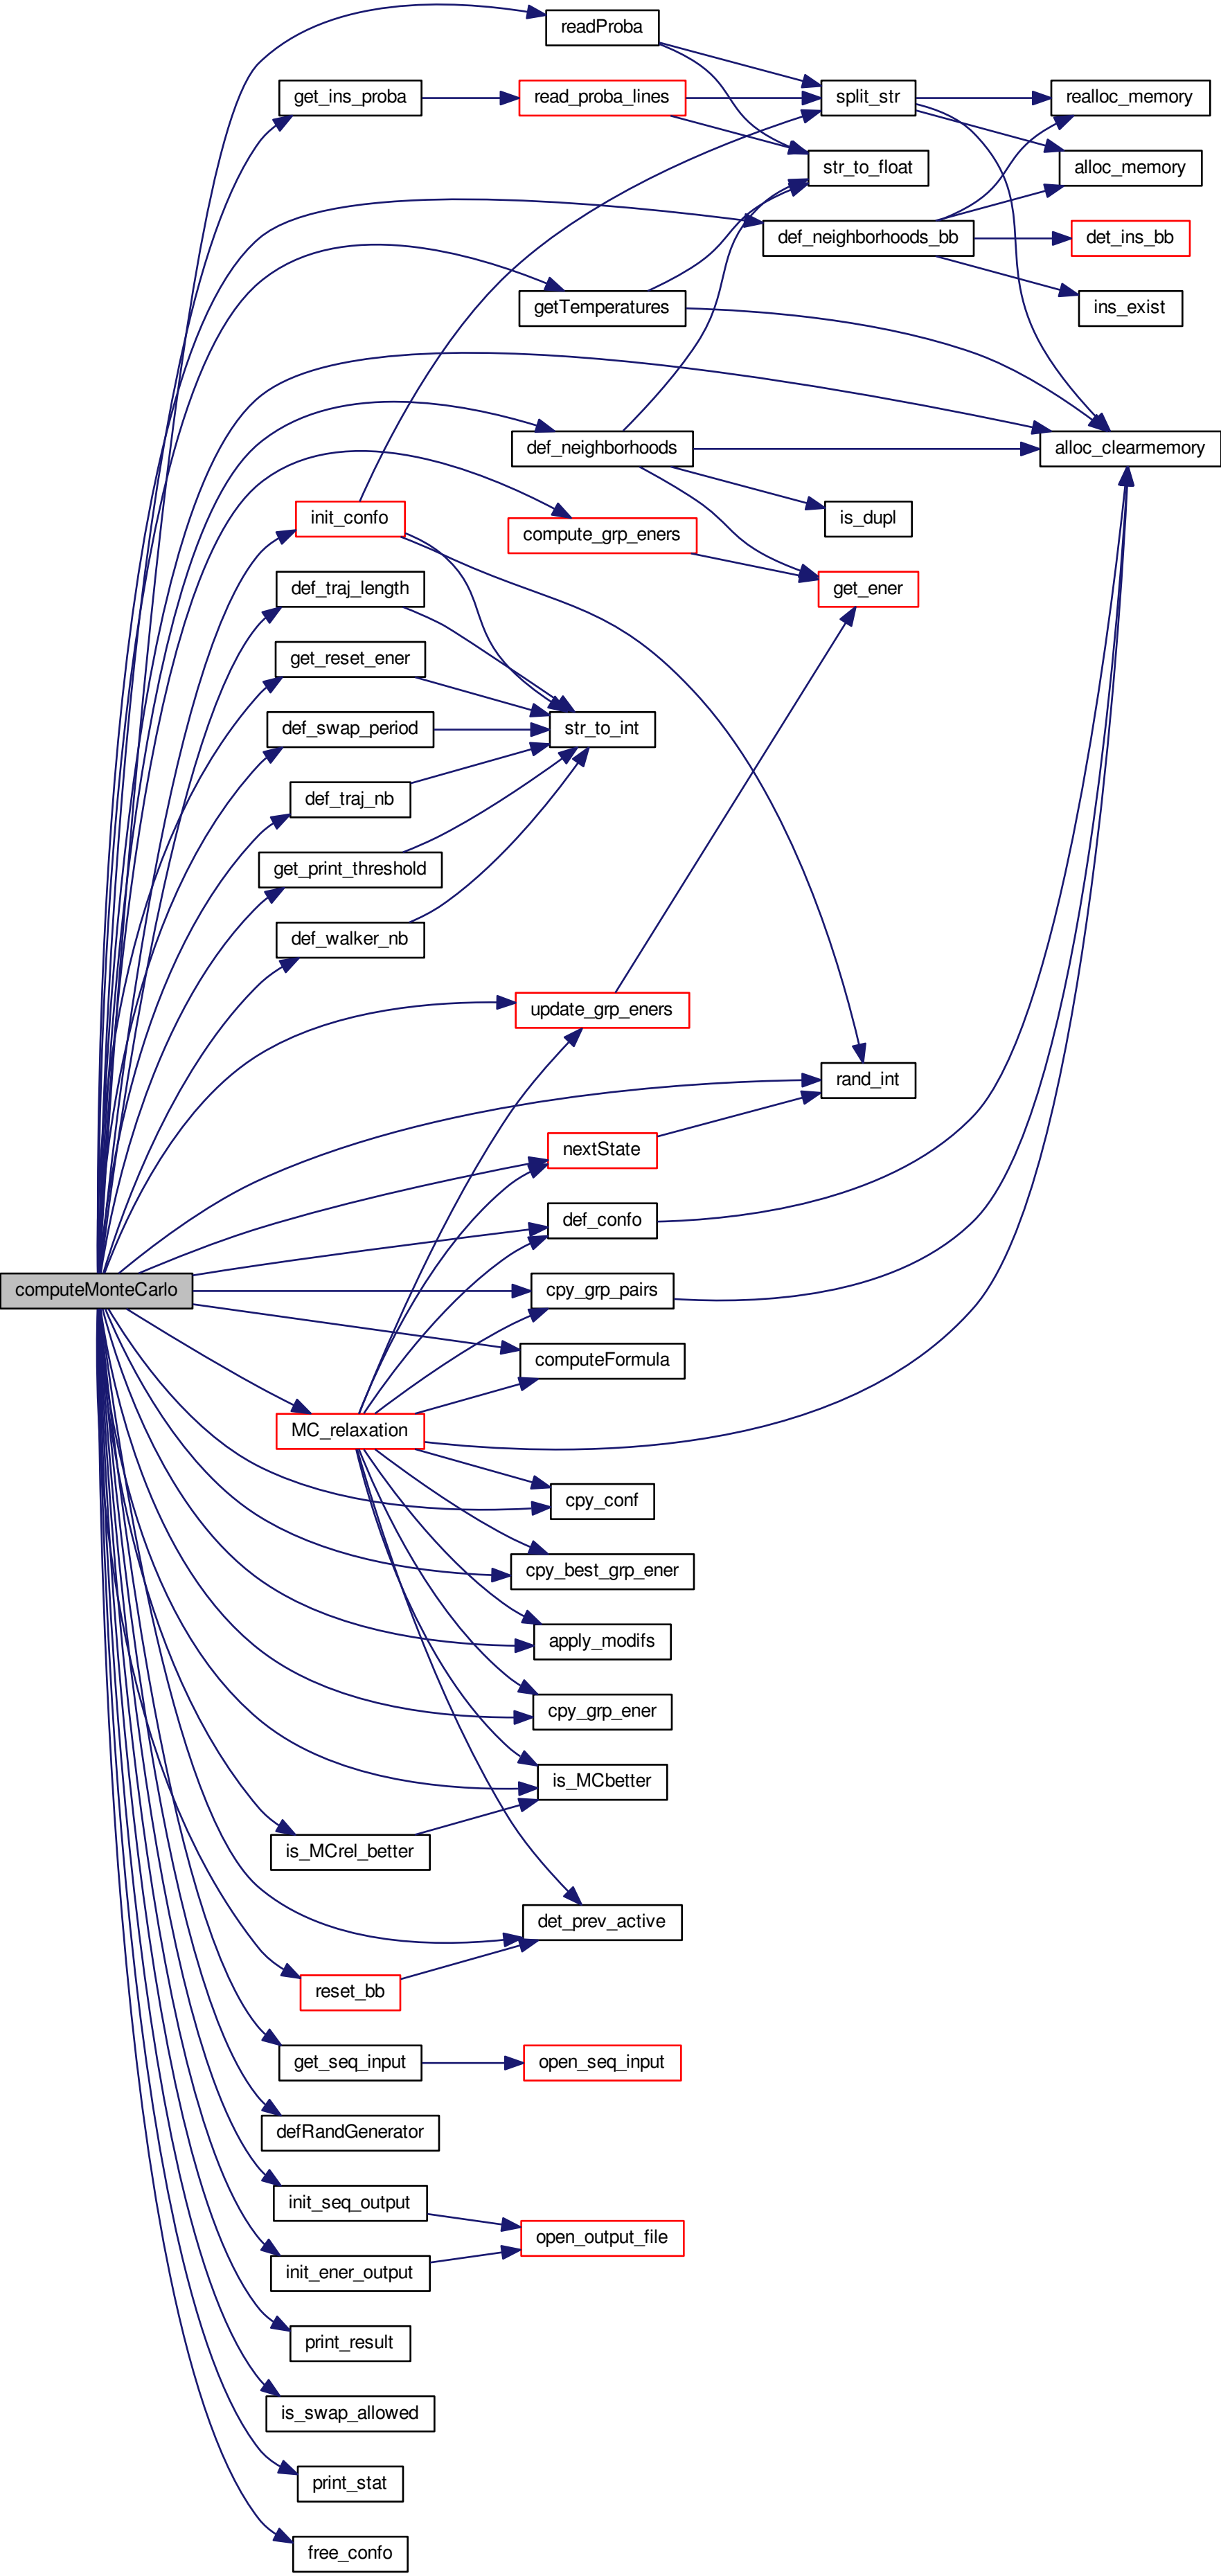 readProba
get_ins_proba
read_proba_lines
split_str
realloc_memory
str_to_float
alloc_memory
def_neighborhoods_bb
det_ins_bb
getTemperatures
ins_exist
def_neighborhoods
alloc_clearmemory
init_confo
is_dupl
compute_grp_eners
def_traj_length
get_ener
get_reset_ener
def_swap_period
str_to_int
def_traj_nb
get_print_threshold
def_walker_nb
update_grp_eners
rand_int
nextState
def_confo
computeMonteCarlo
cpy_grp_pairs
computeFormula
MC_relaxation
cpy_conf
cpy_best_grp_ener
apply_modifs
cpy_grp_ener
is_MCbetter
is_MCrel_better
det_prev_active
reset_bb
get_seq_input
open_seq_input
defRandGenerator
init_seq_output
open_output_file
init_ener_output
print_result
is_swap_allowed
print_stat
free_confo